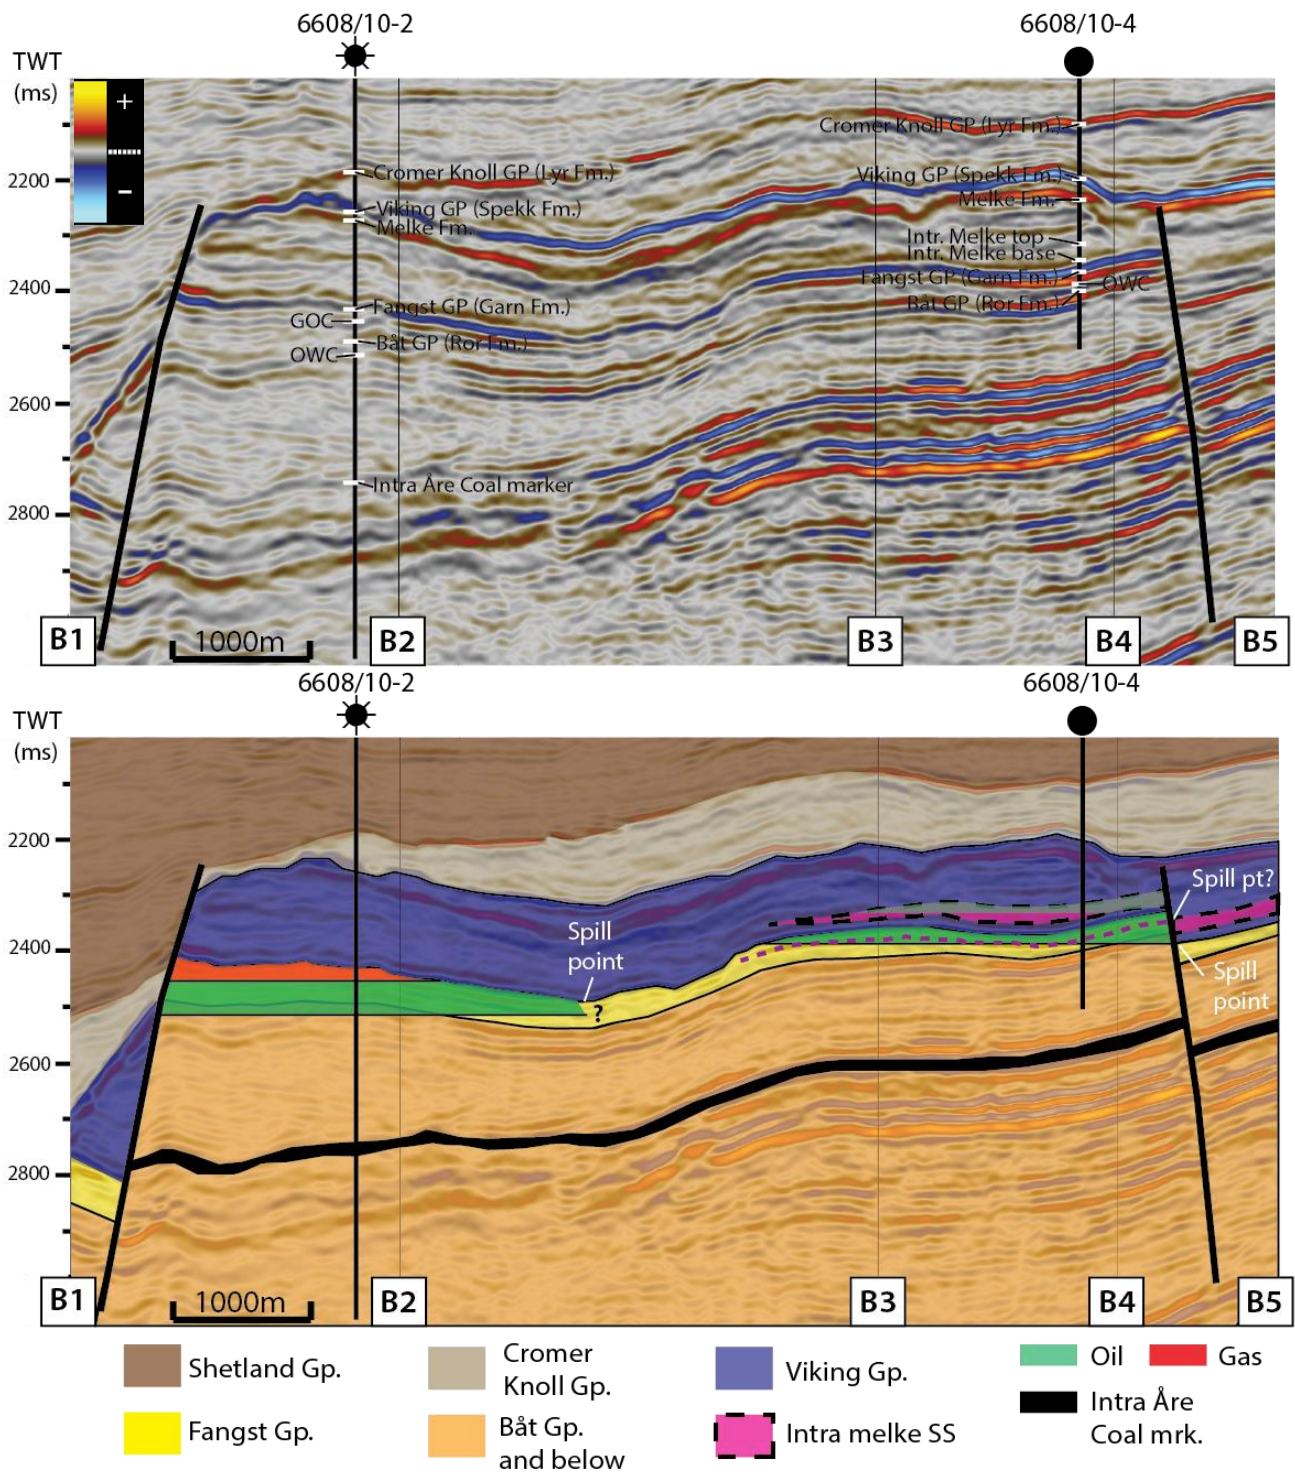 6608/10-2
6608/10-4
TWT
(ms)
+
−
Cromer Knoll GP (Lyr Fm.)
Cromer Knoll GP (Lyr Fm.)
Viking GP (Spekk Fm.)
2200
Melke Fm.
Viking GP (Spekk Fm.)
Melke Fm.
Intr. Melke top
Intr. Melke base
Fangst GP (Garn Fm.)
OWC
2400
Båt GP (Ror Fm.)
Fangst GP (Garn Fm.)
GOC
Båt GP (Ror Fm.)
OWC
2600
Intra Åre Coal marker
2800
1000m
B1
B2
B3
B4
B5
6608/10-2
6608/10-4
TWT
(ms)
2200
Spill pt?
Spill
point
2400
Spill
point
?
2600
2800
1000m
B1
B2
B3
B4
B5
Shetland Gp.
Cromer
Knoll Gp.
Viking Gp.
Oil
Gas
Fangst Gp.
Båt Gp.
and below
Intra melke SS
Intra Åre
Coal mrk.